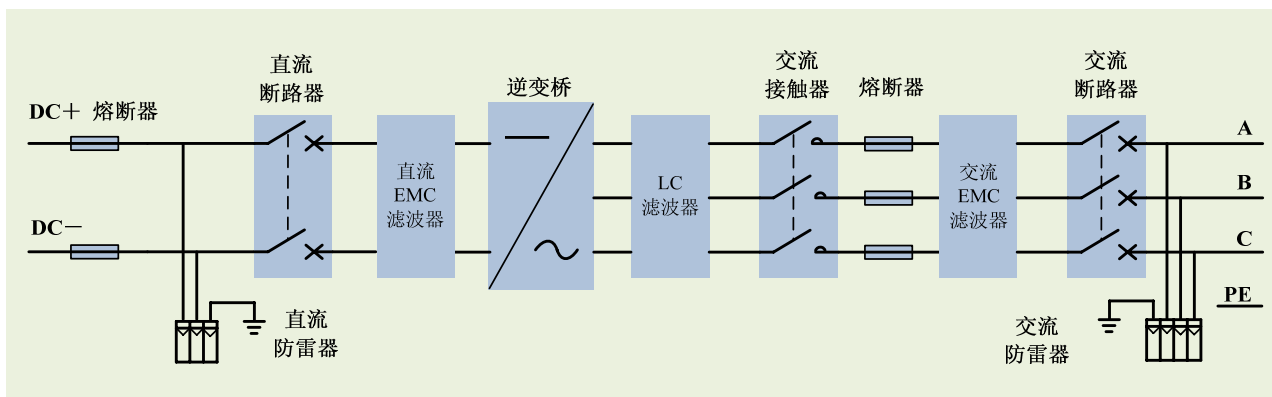 DC+ 熔断器
DC-
直流
断路器
直流
EMC
滤波器
逆变桥
LC
滤波器
交流
接触器
熔断器
交流
EMC
滤波器
交流
断路器
A
B
C
PE
直流
防雷器
交流
防雷器